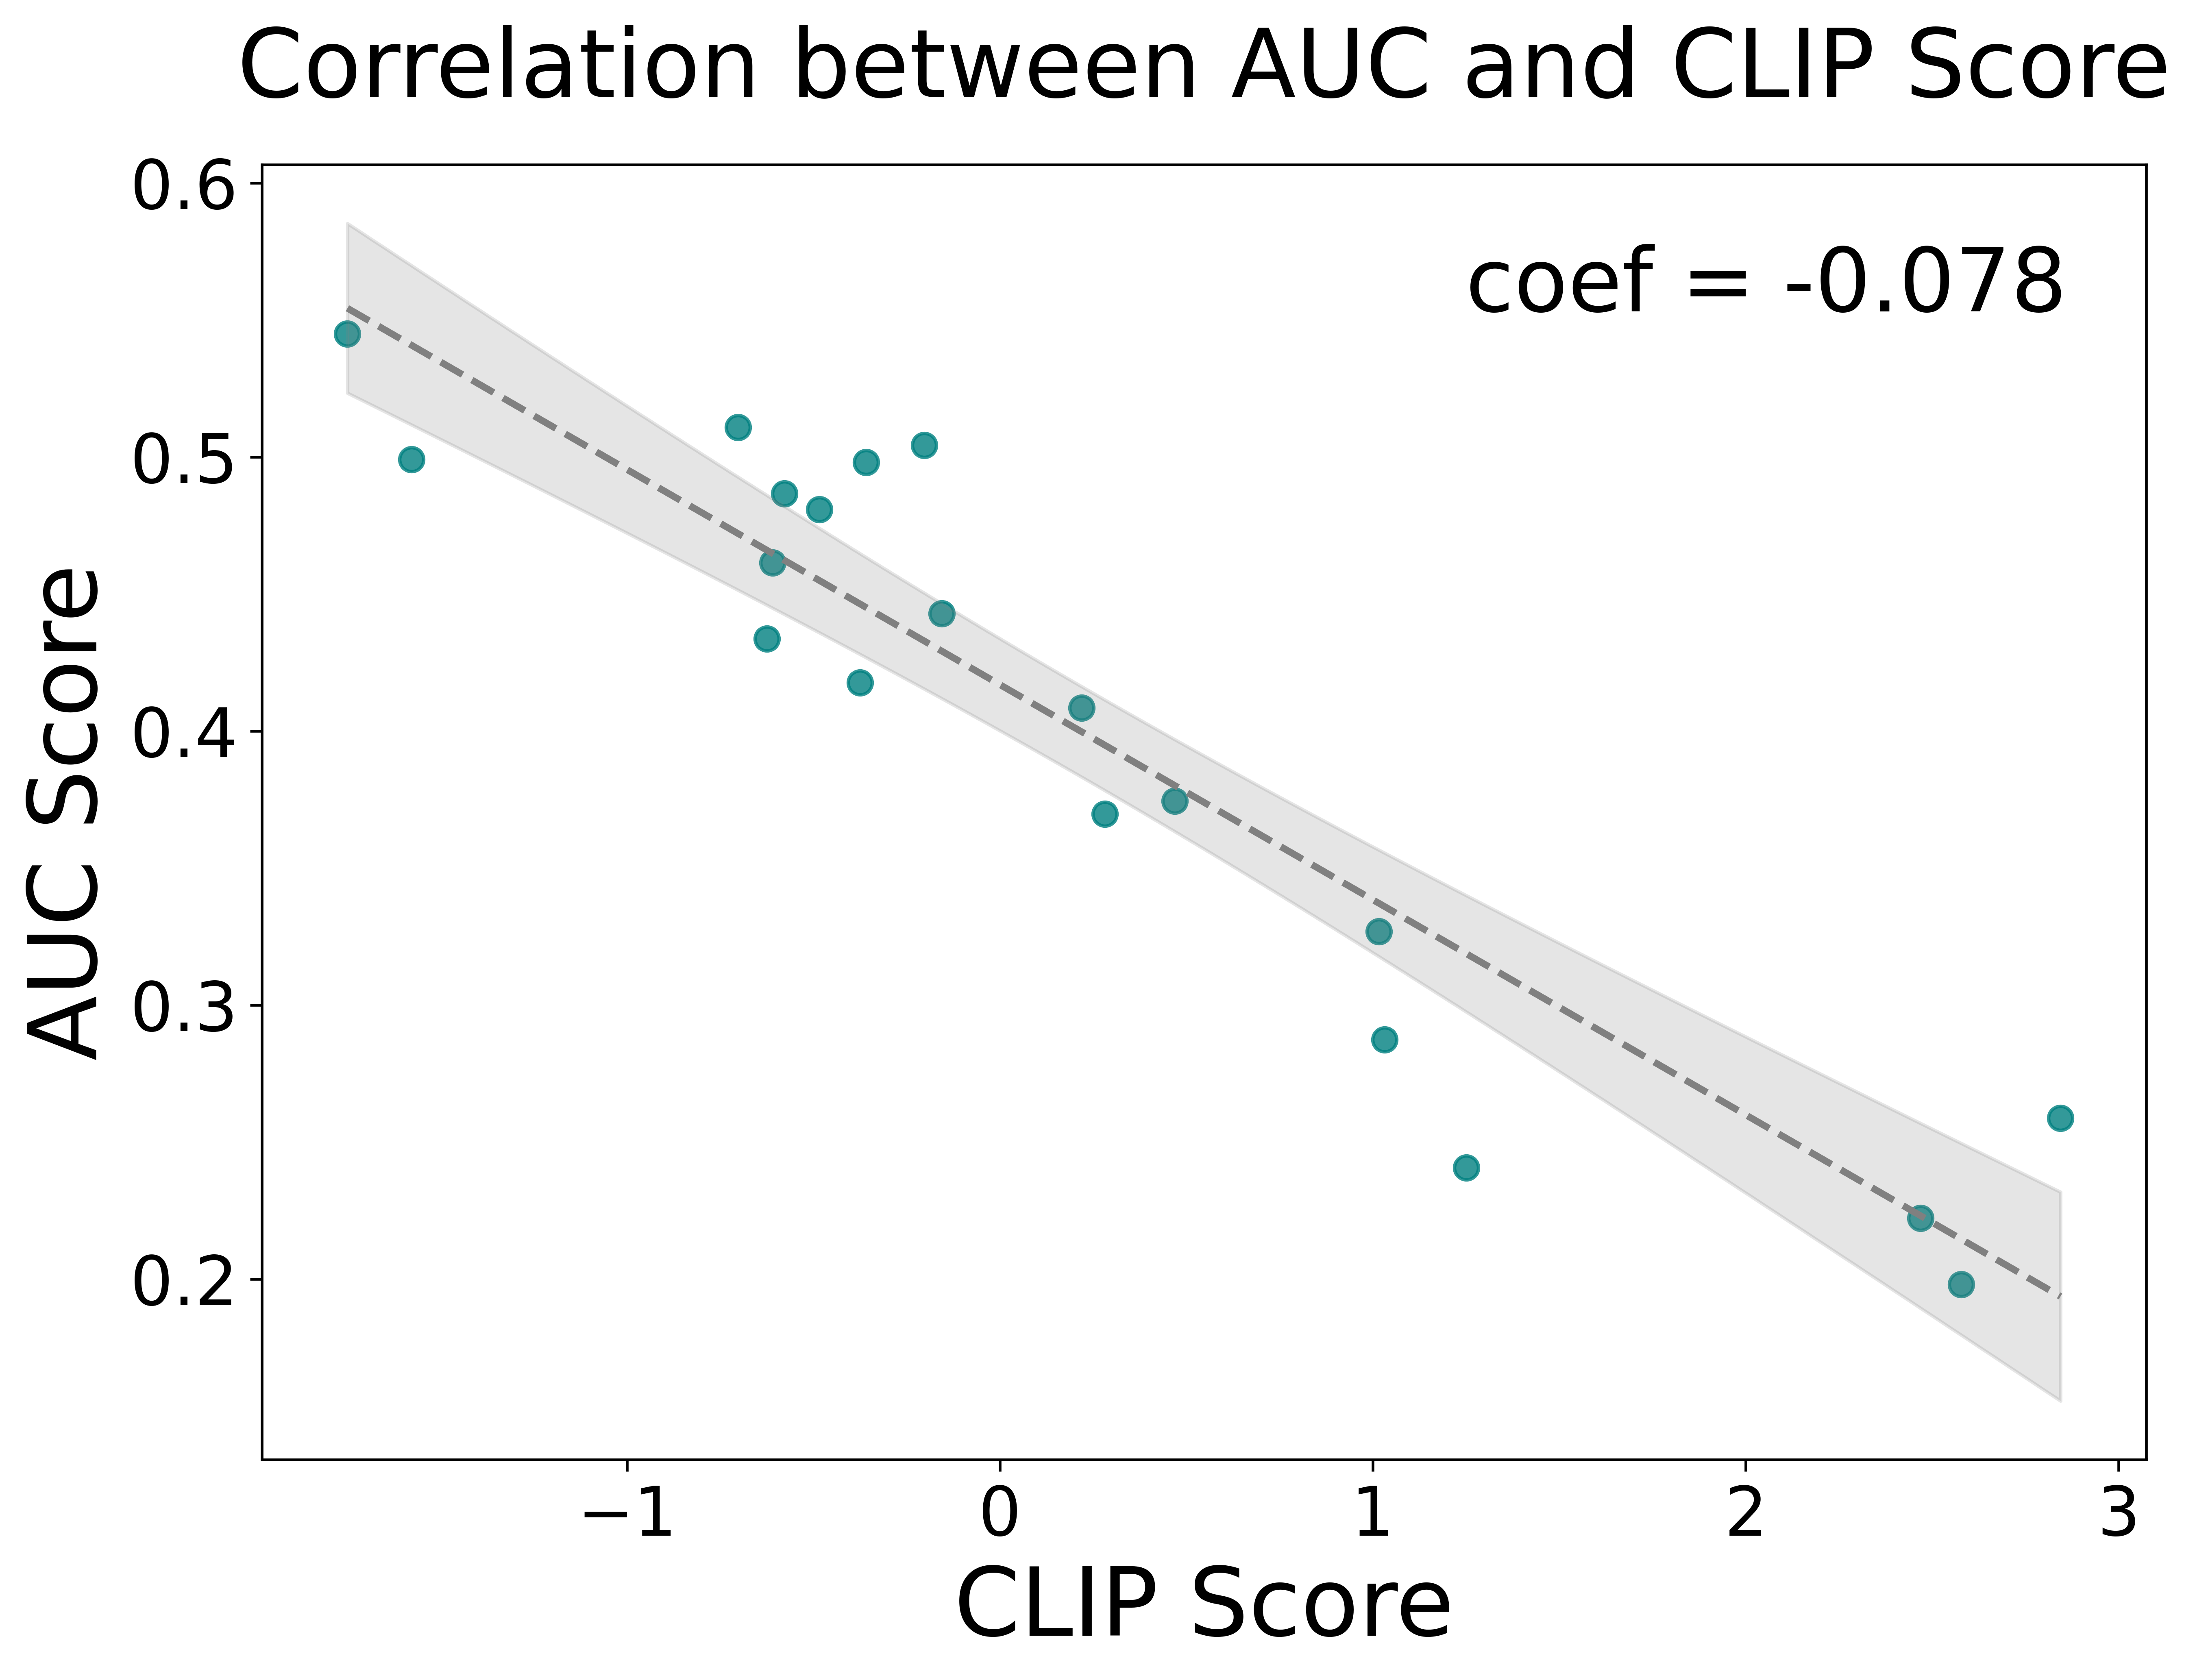 Correlation between AUC and CLIP Score
coef = -0.078
AUC Score
0.6
0.5
0.4
0.3
0.2
−1 0 1 2 3
CLIP Score